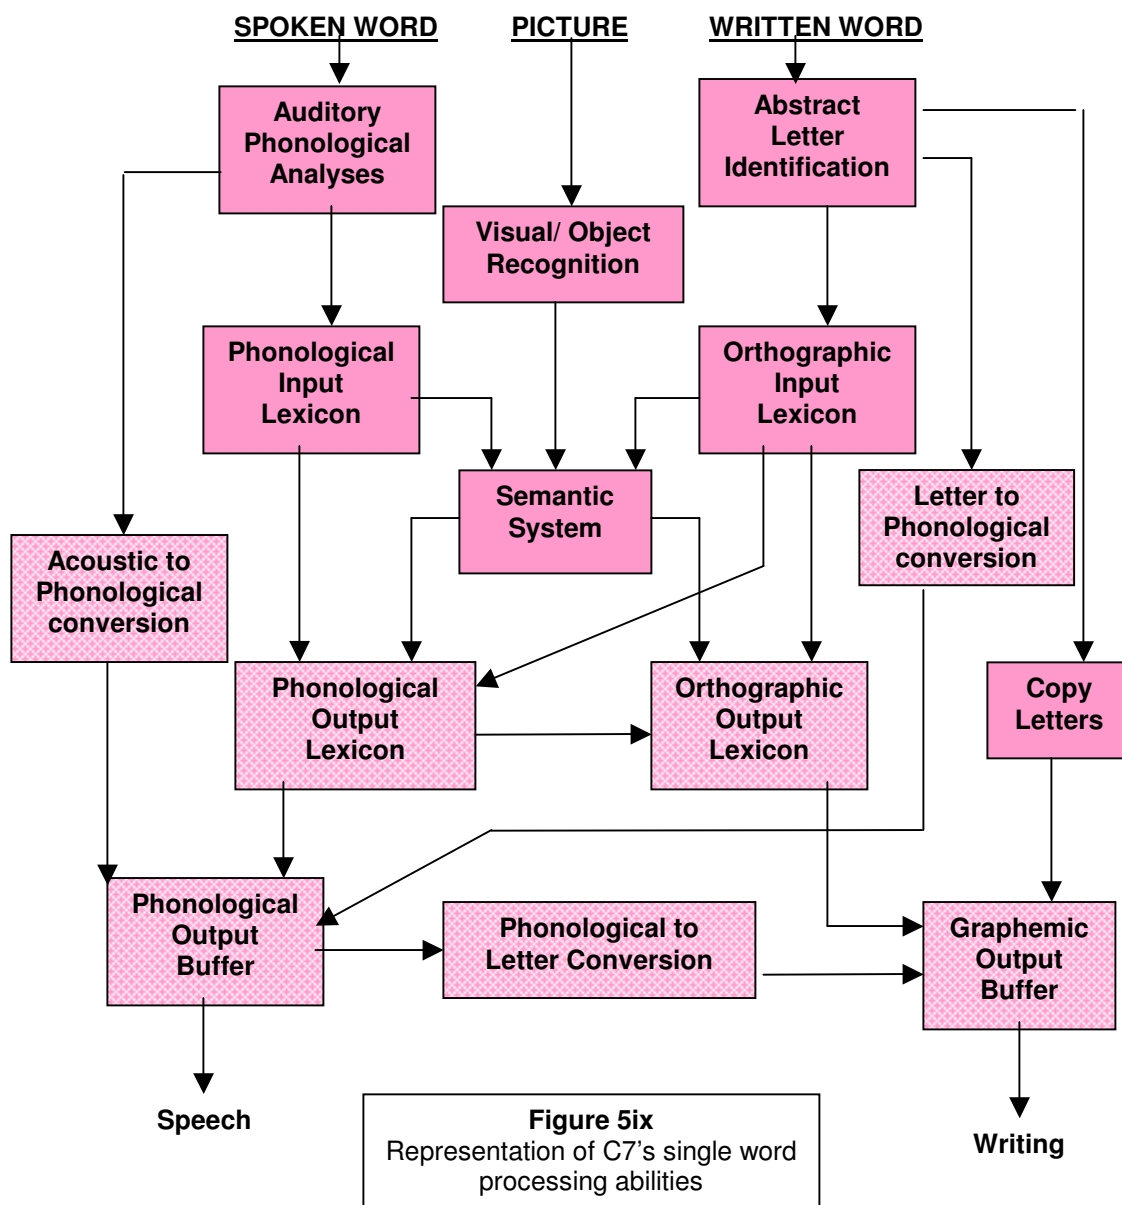 SPOKEN WORD PICTURE WRITTEN WORD
Auditory
Phonological
Analyses
Abstract
Letter
Identification
Visual/ Object
Recognition
Phonological
Input
Lexicon
Orthographic
Input
Lexicon
Semantic
System
Letter to
Phonological
conversion
Acoustic to
Phonological
conversion
Phonological
Output
Lexicon
Orthographic
Output
Lexicon
Copy
Letters
Phonological
Output
Buffer
Phonological to
Letter Conversion
Graphemic
Output
Buffer
Speech
Writing
Figure 5ix
Representation of C7’s single word
processing abilities